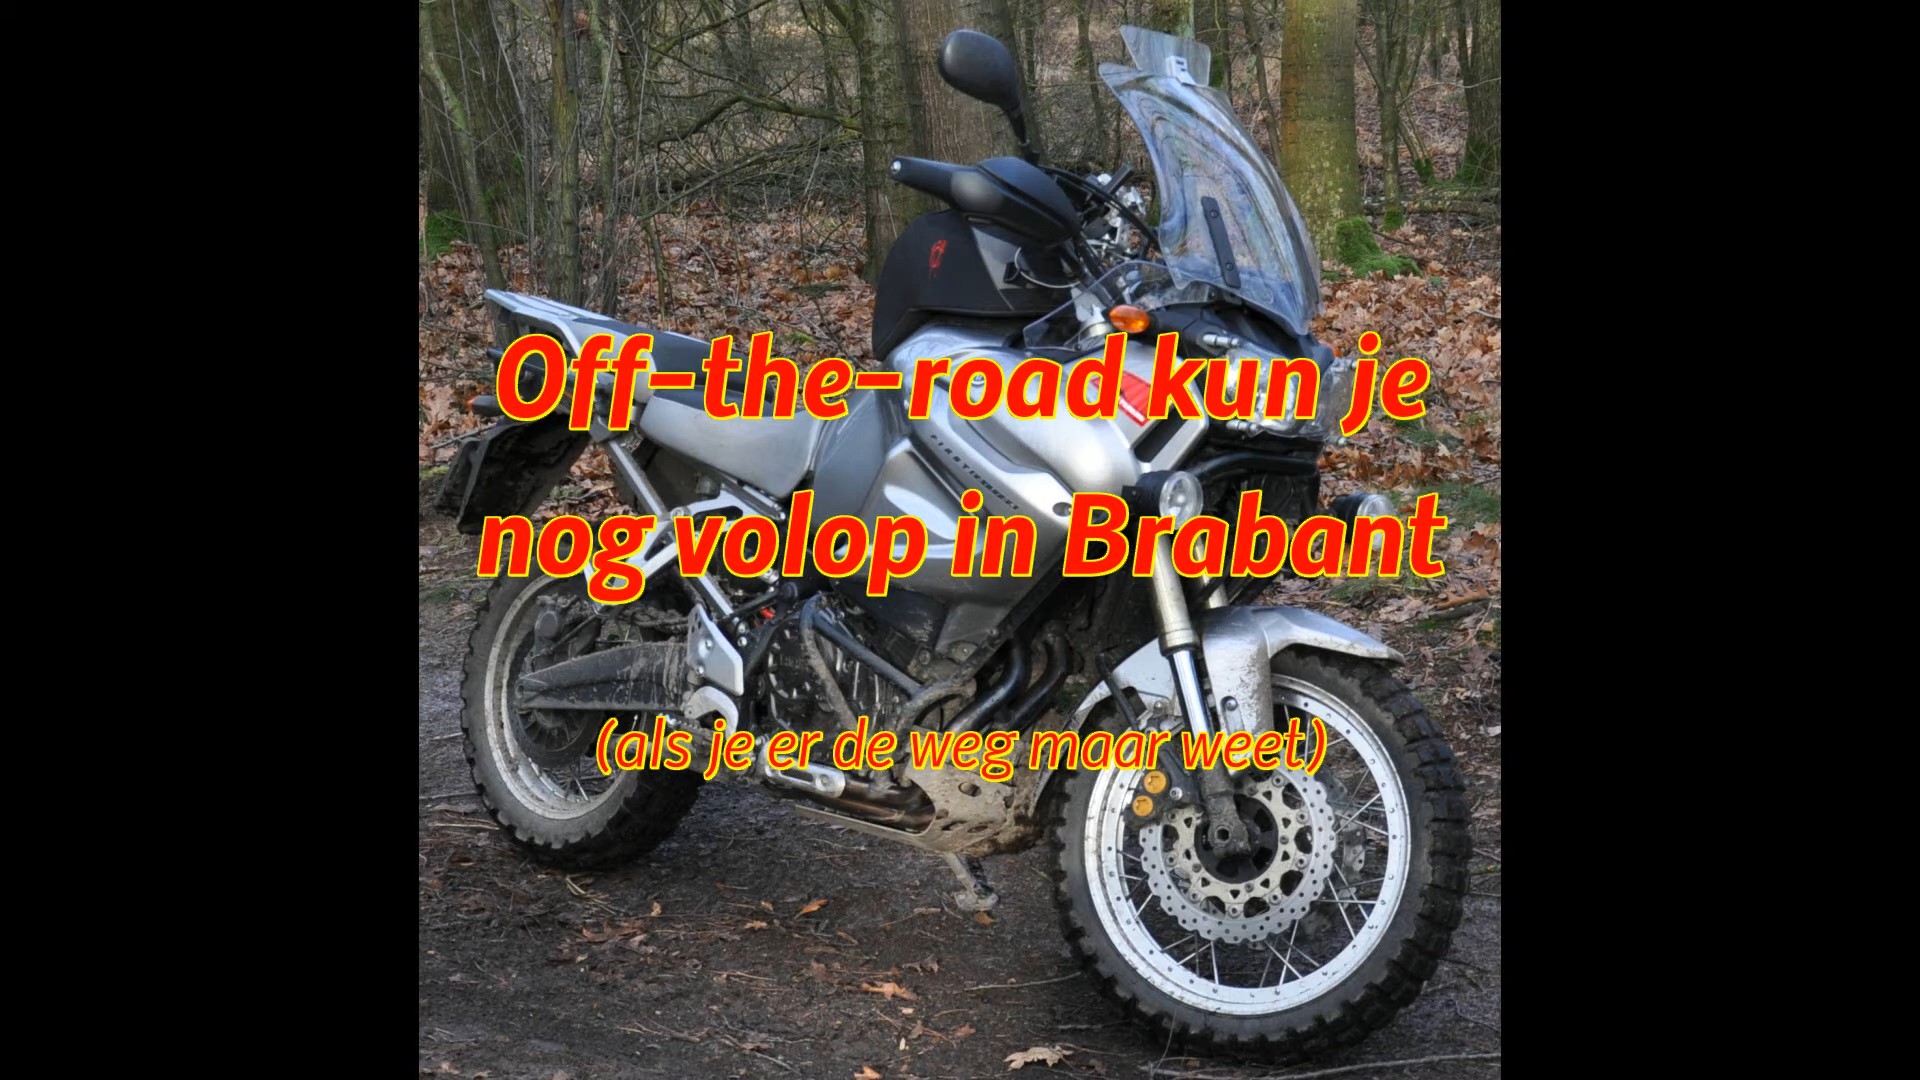 Off-the-road kun je
nog volop in Brabant
(als je er de weg maar weet)